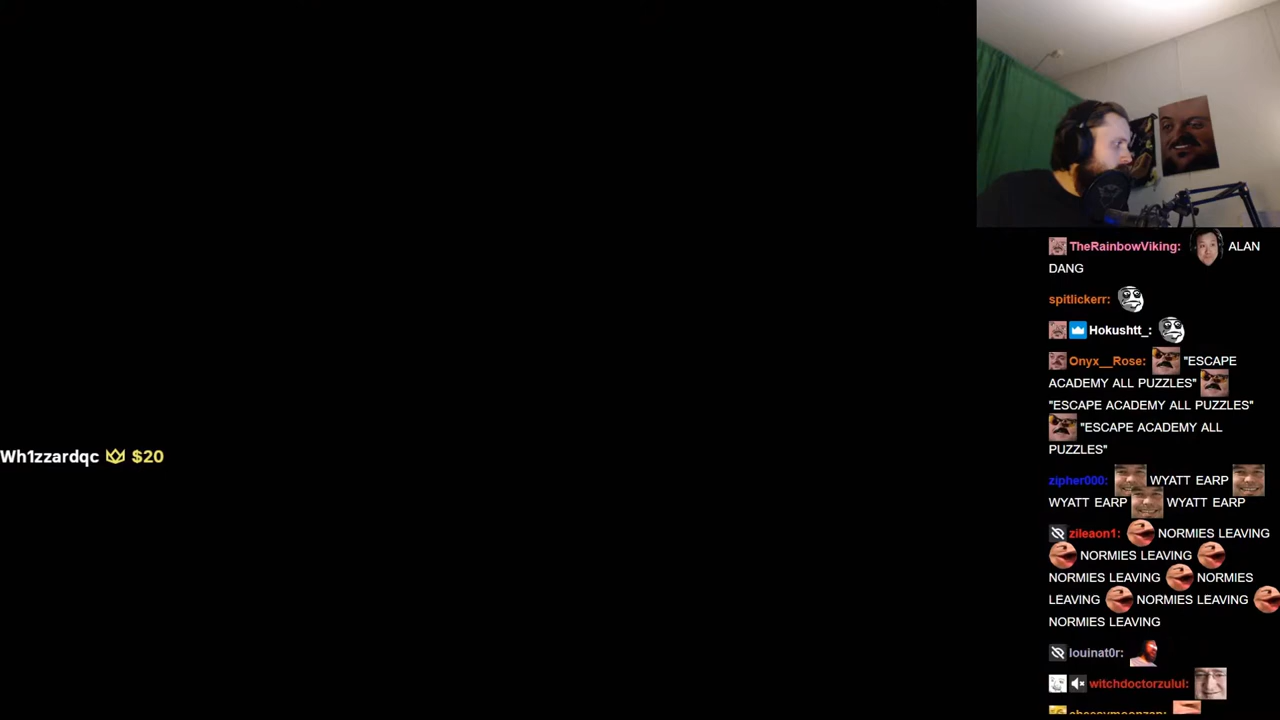 TheRainbowViking: ALAN
DANG
spitlickerr:
Hokushtt_:
Onyx__Rose: "ESCAPE
ACADEMY ALL PUZZLES"
"ESCAPE ACADEMY ALL PUZZLES"
"ESCAPE ACADEMY ALL
PUZZLES"
Wh1zzardqc $20
zipher000: WYATT EARP
WYATT EARP WYATT EARP
zileaon1: NORMIES LEAVING
NORMIES LEAVING
NORMIES LEAVING NORMIES
LEAVING NORMIES LEAVING
NORMIES LEAVING
louinat0r:
witchdoctorzulul: